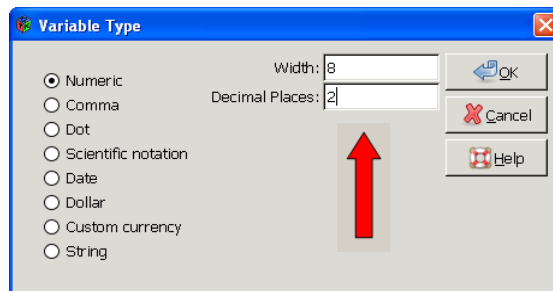 Variable Type
Numeric
Comma
Dot
Scientific notation
Date
Dollar
Custom currency
String
Width: 8
Decimal Places: 2
OK
Cancel
Help